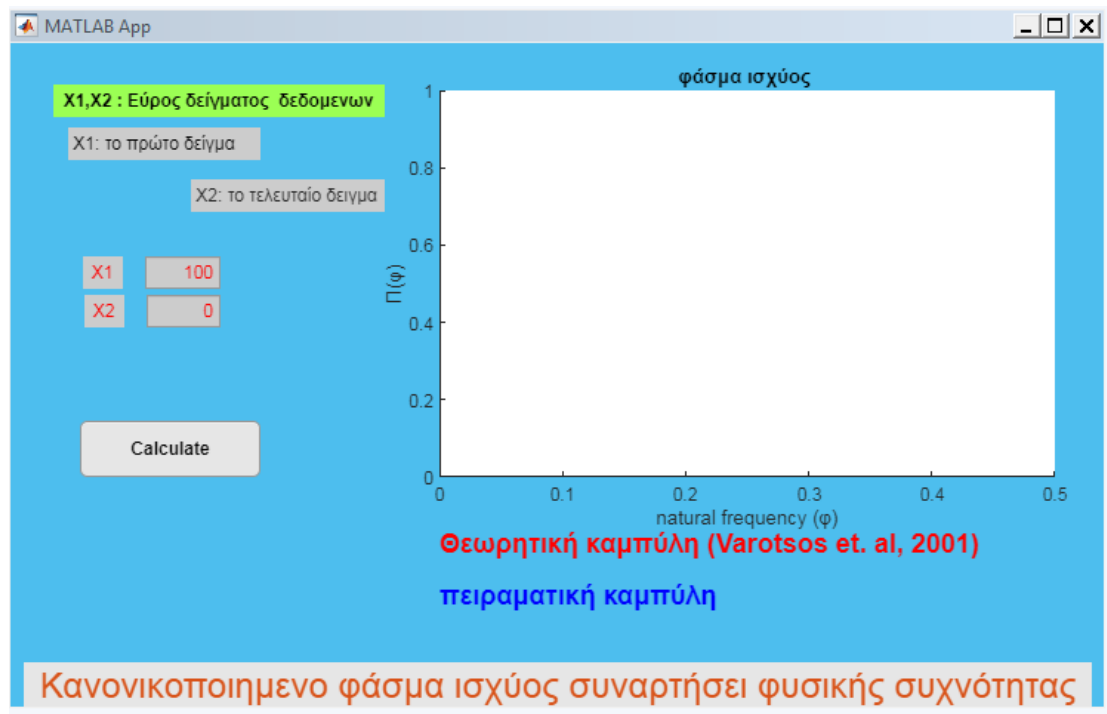 MATLAB App
X1,X2 : Εύρος δείγματος δεδομενων
X1: το πρώτο δείγμα
X2: το τελευταίο δειγμα
X1 100
X2 0
Calculate
φάσμα ισχύος
1
0.8
0.6
0.4
0.2
0
Π(φ)
0 0.1 0.2 0.3 0.4 0.5
natural frequency (φ)
Θεωρητική καμπύλη (Varotsos et. al, 2001)
πειραματική καμπύλη
Κανονικοποιημενο φάσμα ισχύος συναρτήσει φυσικής συχνότητας